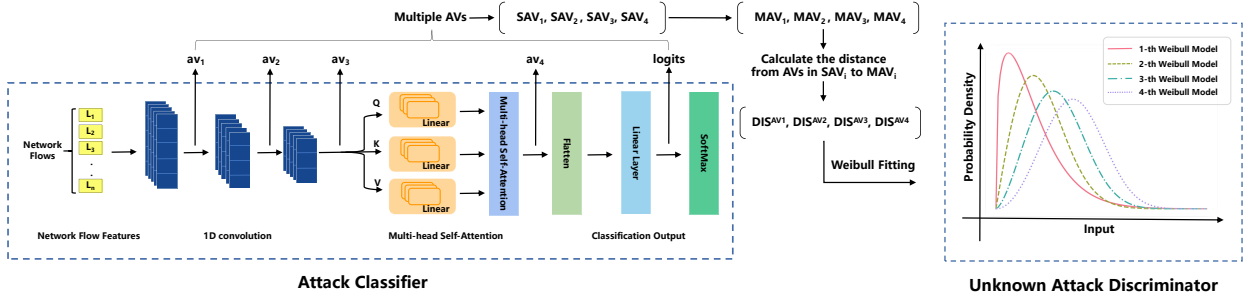 Multiple AVs
SAV1, SAV2, SAV3, SAV4
MAV1, MAV2, MAV3, MAV4
av1
av2
av3
av4
logits
Calculate the distance
from AVs in SAVi to MAVi
DISAV1, DISAV2, DISAV3, DISAV4
Weibull Fitting
Network
Flows
L1
L2
L3
.
.
Ln
Q
K
V
Linear
Linear
Linear
Multi-head Self-Attention
Flatten
Linear Layer
SoftMax
Network Flow Features
1D convolution
Multi-head Self-Attention
Classification Output
Attack Classifier
Probability Density
1-th Weibull Model
2-th Weibull Model
3-th Weibull Model
4-th Weibull Model
Input
Unknown Attack Discriminator